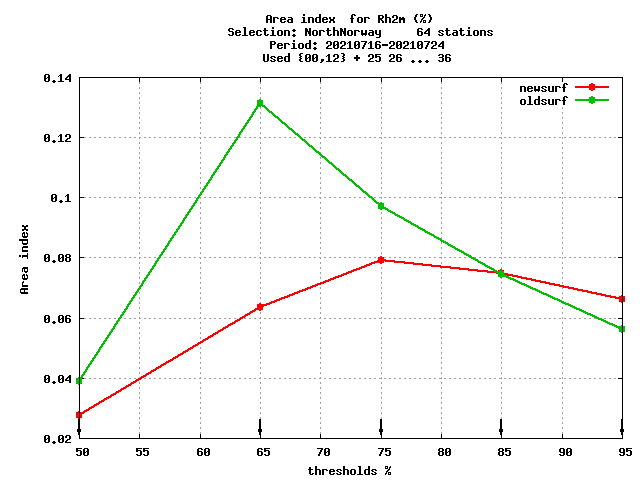 Area index  for Rh2m (%)
Selection: NorthNorway     64 stations
Period: 20210716-20210724
Used {00,12} + 25 26 ... 36
newsurf
oldsurf
0.14
0.12
0.1
0.08
0.06
0.04
0.02
Area index
50 55 60 65 70 75 80 85 90 95
thresholds %